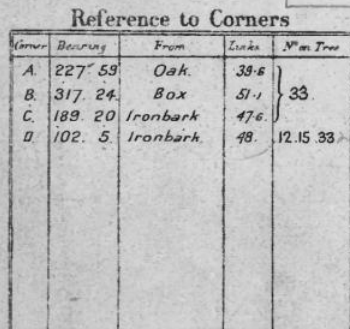 Reference to Corners
Corner Bearing From Links Nº on Tree
A. 227° 59 Oak. 39.6
B. 317. 24 Box 51.1 33.
C. 189. 20 Ironbark 47.6
D. 102. 5. Ironbark 48. 12.15.33